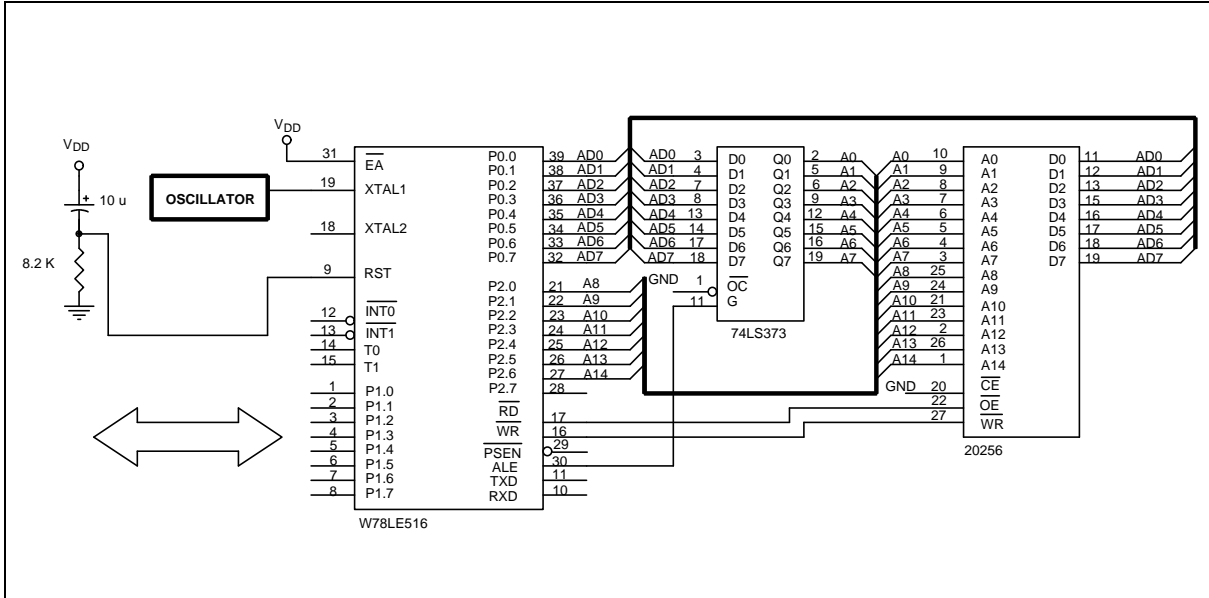 VDD
10 u
8.2 K
OSCILLATOR
VDD
31 EA
19 XTAL1
18 XTAL2
9 RST
12 INT0
13 INT1
14 T0
15 T1
1 P1.0
2 P1.1
3 P1.2
4 P1.3
5 P1.4
6 P1.5
7 P1.6
8 P1.7
P0.0 39 AD0
P0.1 38 AD1
P0.2 37 AD2
P0.3 36 AD3
P0.4 35 AD4
P0.5 34 AD5
P0.6 33 AD6
P0.7 32 AD7
P2.0 21 A8
P2.1 22 A9
P2.2 23 A10
P2.3 24 A11
P2.4 25 A12
P2.5 26 A13
P2.6 27 A14
P2.7 28
RD 17
WR 16
PSEN 29
ALE 30
TXD 11
RXD 10
W78LE516
AD0 3 D0 Q0 2 A0
AD1 4 D1 Q1 5 A1
AD2 7 D2 Q2 6 A2
AD3 8 D3 Q3 9 A3
AD4 13 D4 Q4 12 A4
AD5 14 D5 Q5 15 A5
AD6 17 D6 Q6 16 A6
AD7 18 D7 Q7 19 A7
GND 1 OC
11 G
74LS373
A0 10 A0 D0 11 AD0
A1 9 A1 D1 12 AD1
A2 8 A2 D2 13 AD2
A3 7 A3 D3 15 AD3
A4 6 A4 D4 16 AD4
A5 5 A5 D5 17 AD5
A6 4 A6 D6 18 AD6
A7 3 A7 D7 19 AD7
A8 25 A8
A9 24 A9
A10 21 A10
A11 23 A11
A12 2 A12
A13 26 A13
A14 1 A14
GND 20 CE
22 OE
27 WR
20256